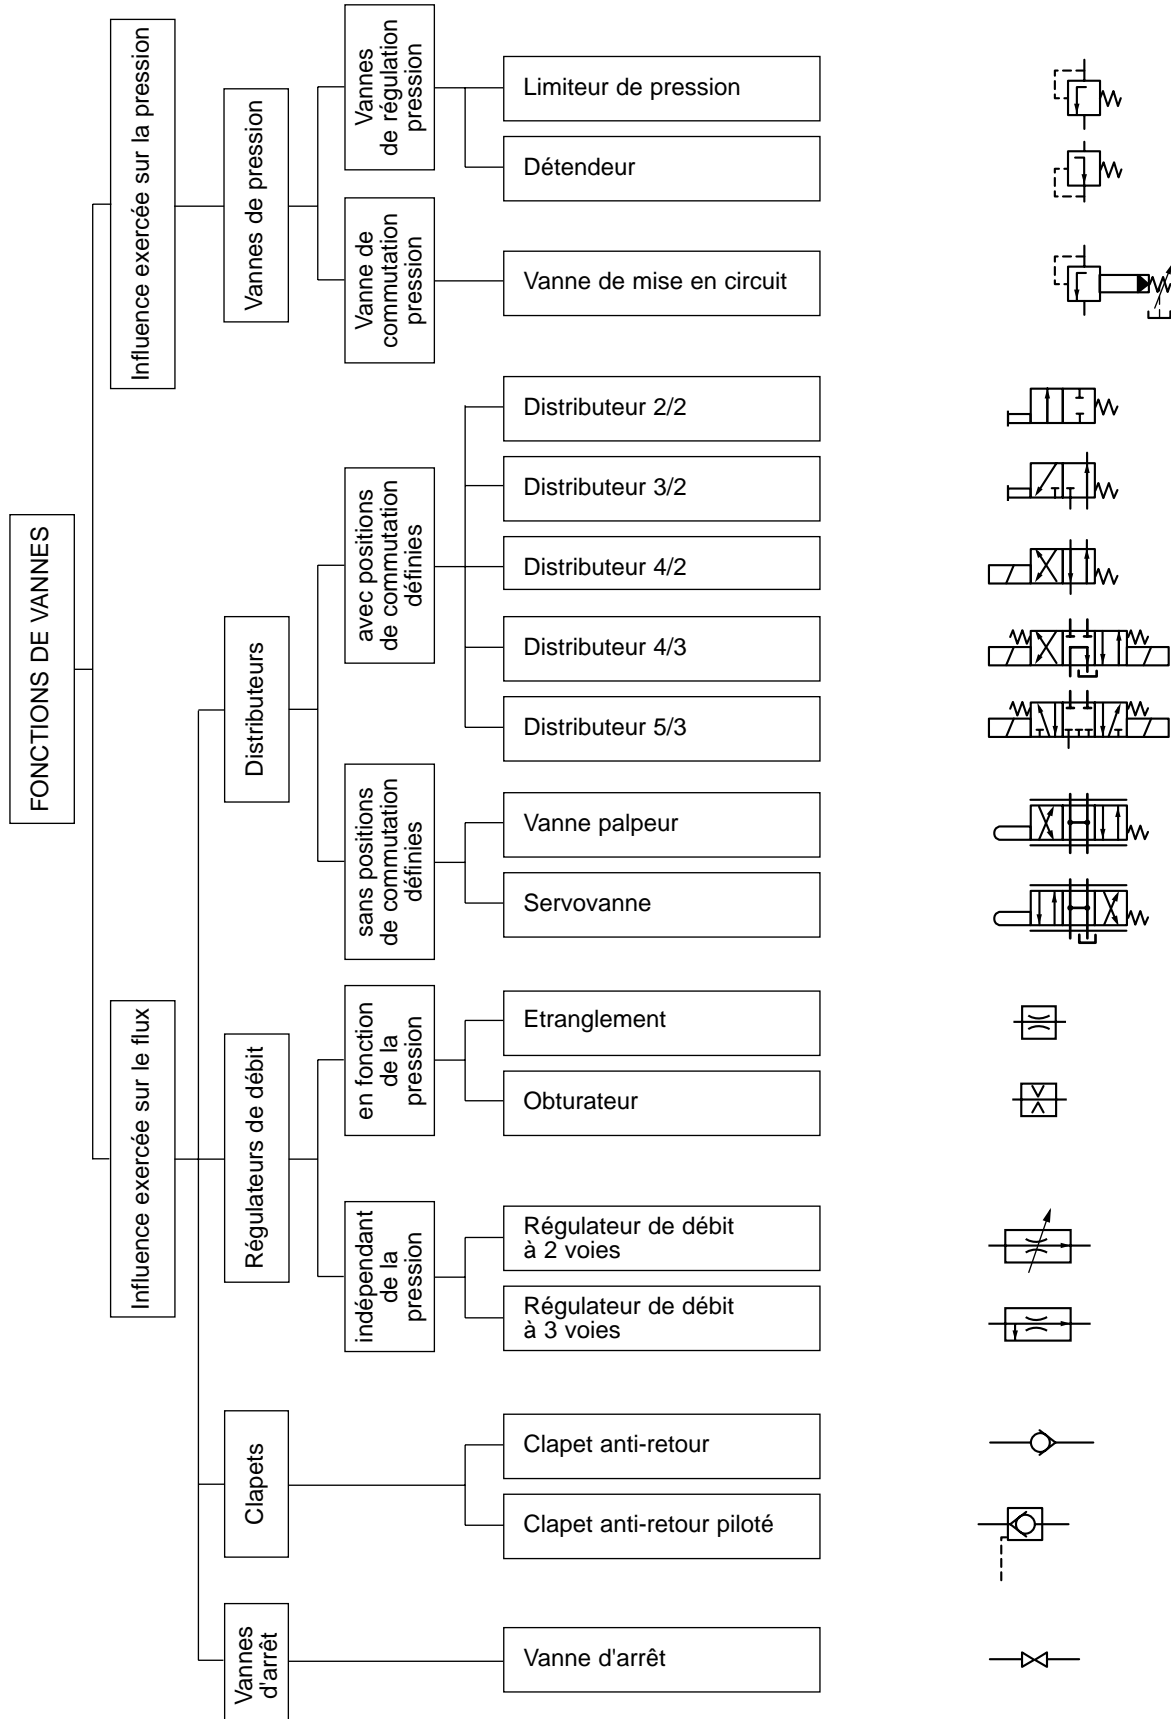 FONCTIONS DE VANNES
Influence exercée sur la pression
Vannes de pression
Vannes
de régulation
pression
Limiteur de pression
Détendeur
Vanne de
commutation
pression
Vanne de mise en circuit
Influence exercée sur le flux
Distributeurs
avec positions
de commutation
définies
Distributeur 2/2
Distributeur 3/2
Distributeur 4/2
Distributeur 4/3
Distributeur 5/3
sans positions
de commutation
définies
Vanne palpeur
Servovanne
Régulateurs de débit
en fonction
de la
pression
Etranglement
Obturateur
indépendant
de la
pression
Régulateur de débit
à 2 voies
Régulateur de débit
à 3 voies
Clapets
Clapet anti-retour
Clapet anti-retour piloté
Vannes
d'arrêt
Vanne d'arrêt